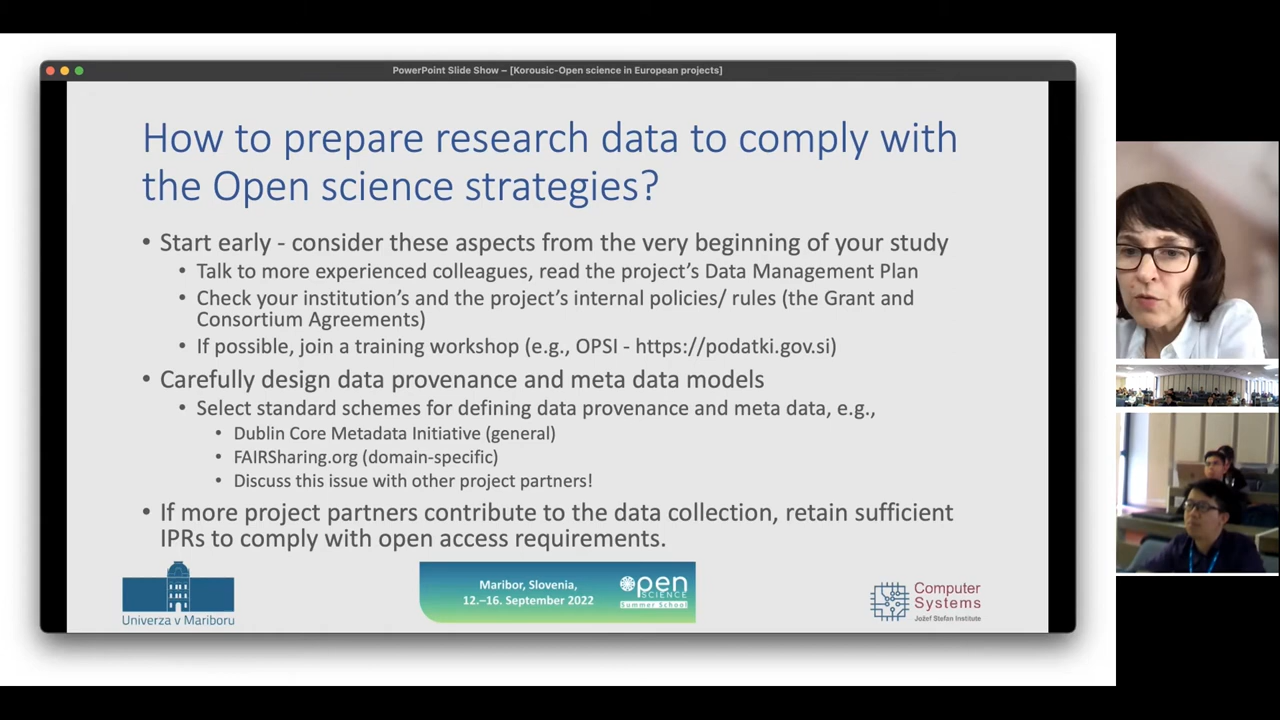 PowerPoint Slide Show – [Korousic-Open science in European projects]
How to prepare research data to comply with
the Open science strategies?
• Start early - consider these aspects from the very beginning of your study
• Talk to more experienced colleagues, read the project's Data Management Plan
• Check your institution's and the project's internal policies/ rules (the Grant and
Consortium Agreements)
• If possible, join a training workshop (e.g., OPSI - https://podatki.gov.si)
• Carefully design data provenance and meta data models
• Select standard schemes for defining data provenance and meta data, e.g.,
• Dublin Core Metadata Initiative (general)
• FAIRSharing.org (domain-specific)
• Discuss this issue with other project partners!
• If more project partners contribute to the data collection, retain sufficient
IPRs to comply with open access requirements.
Univerza v Mariboru
Maribor, Slovenia,
12.–16. September 2022
open
SCIENCE
Summer School
Computer
Systems
Jožef Stefan Institute